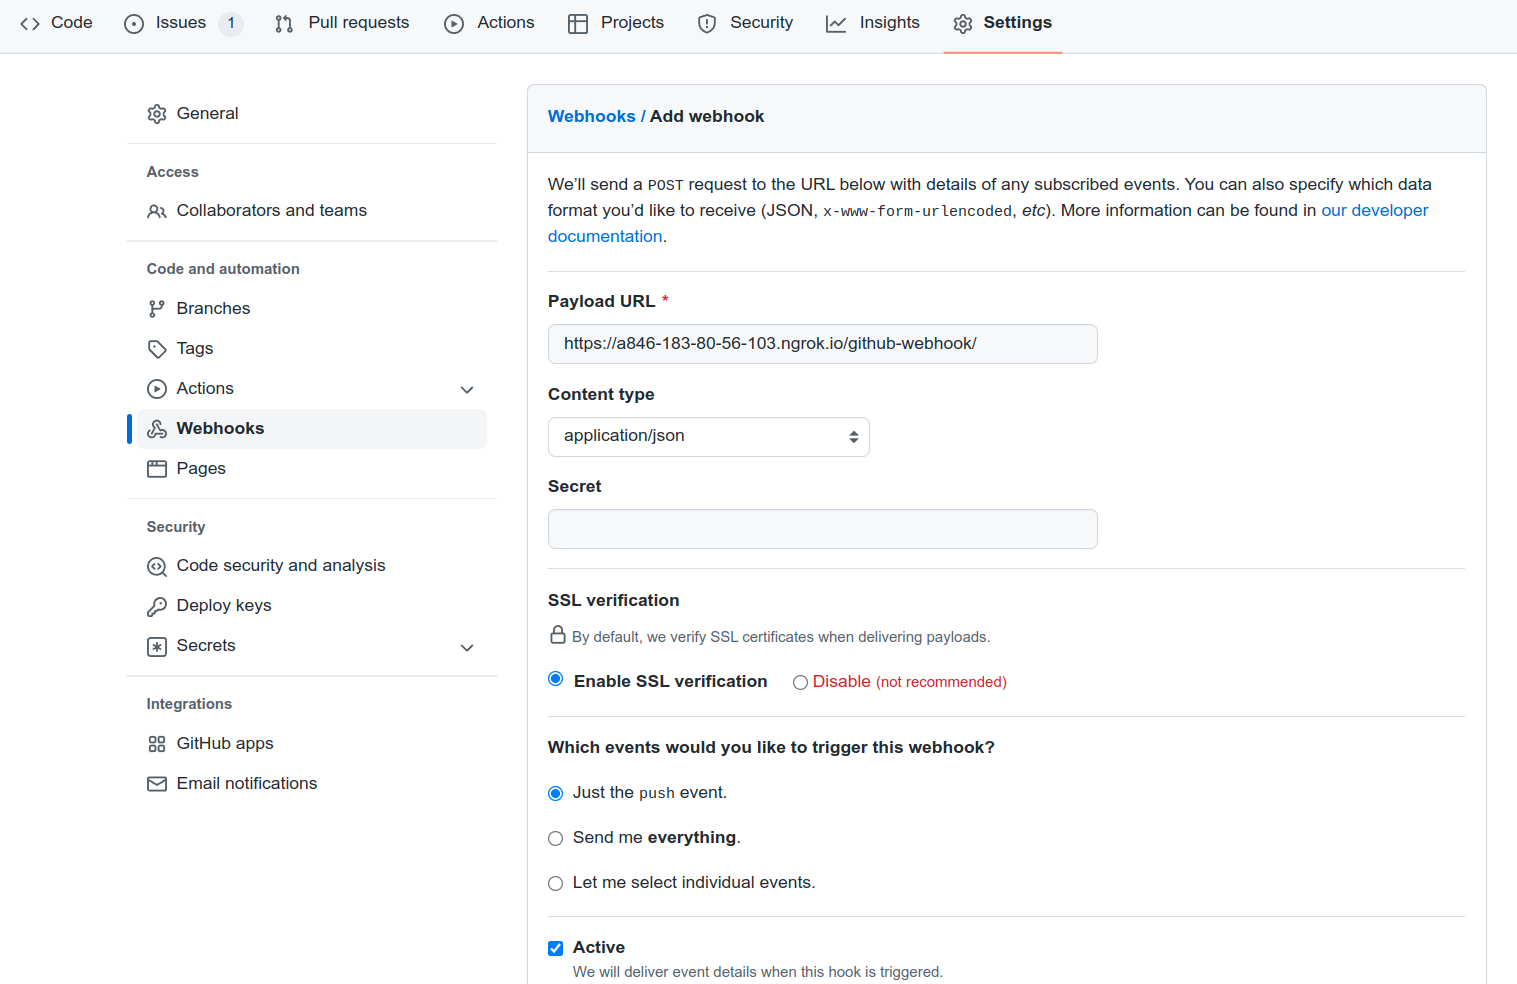 Code Issues 1 Pull requests Actions Projects Security Insights Settings
General
Access
Collaborators and teams
Code and automation
Branches
Tags
Actions
Webhooks
Pages
Security
Code security and analysis
Deploy keys
Secrets
Integrations
GitHub apps
Email notifications
Webhooks / Add webhook
We’ll send a POST request to the URL below with details of any subscribed events. You can also specify which data
format you’d like to receive (JSON, x-www-form-urlencoded, etc). More information can be found in our developer
documentation.
Payload URL *
https://a846-183-80-56-103.ngrok.io/github-webhook/
Content type
application/json
Secret
SSL verification
By default, we verify SSL certificates when delivering payloads.
Enable SSL verification Disable (not recommended)
Which events would you like to trigger this webhook?
Just the push event.
Send me everything.
Let me select individual events.
Active
We will deliver event details when this hook is triggered.